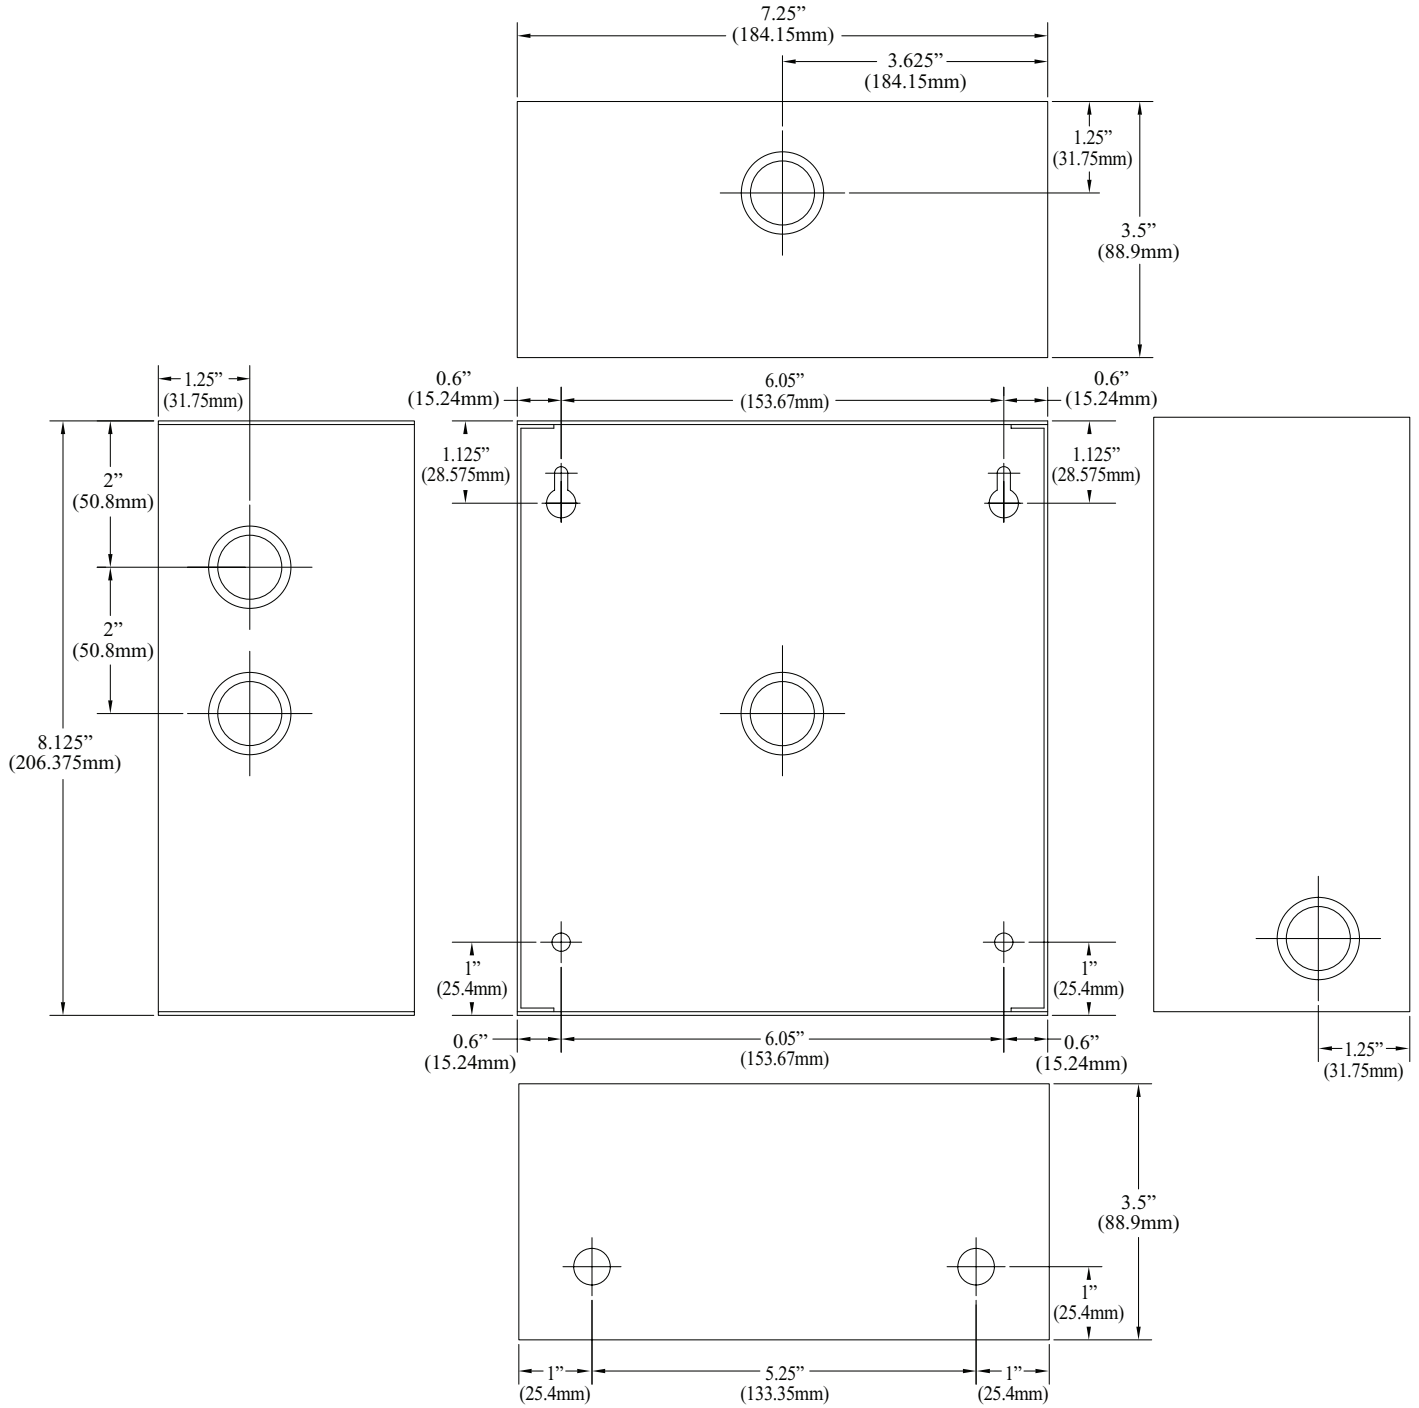 7.25”
(184.15mm)
3.625”
(184.15mm)
1.25”
(31.75mm)
3.5”
(88.9mm)
1.25”
(31.75mm)
0.6”
(15.24mm)
6.05”
(153.67mm)
0.6”
(15.24mm)
2”
(50.8mm)
1.125”
(28.575mm)
1.125”
(28.575mm)
2”
(50.8mm)
8.125”
(206.375mm)
1”
(25.4mm)
1”
(25.4mm)
0.6”
(15.24mm)
6.05”
(153.67mm)
0.6”
(15.24mm)
1.25”
(31.75mm)
3.5”
(88.9mm)
1”
(25.4mm)
1”
(25.4mm)
5.25”
(133.35mm)
1”
(25.4mm)